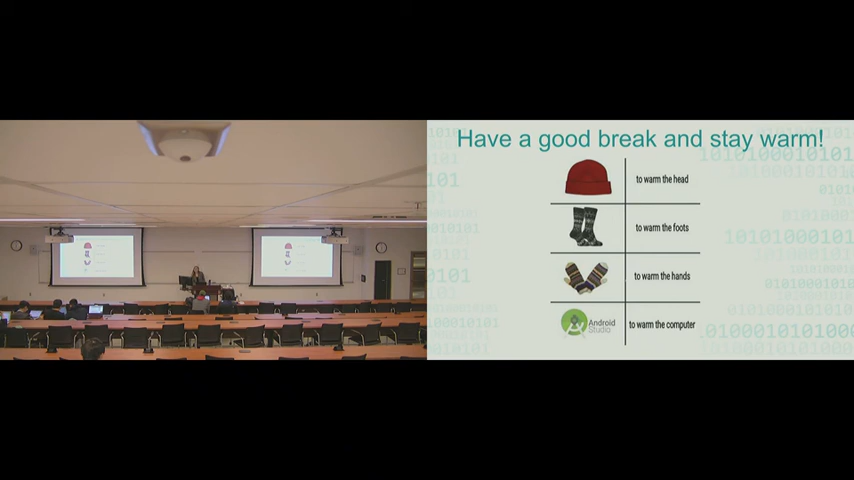 Have a good break and stay warm!
to warm the head
to warm the foots
to warm the hands
Android
Studio
to warm the computer